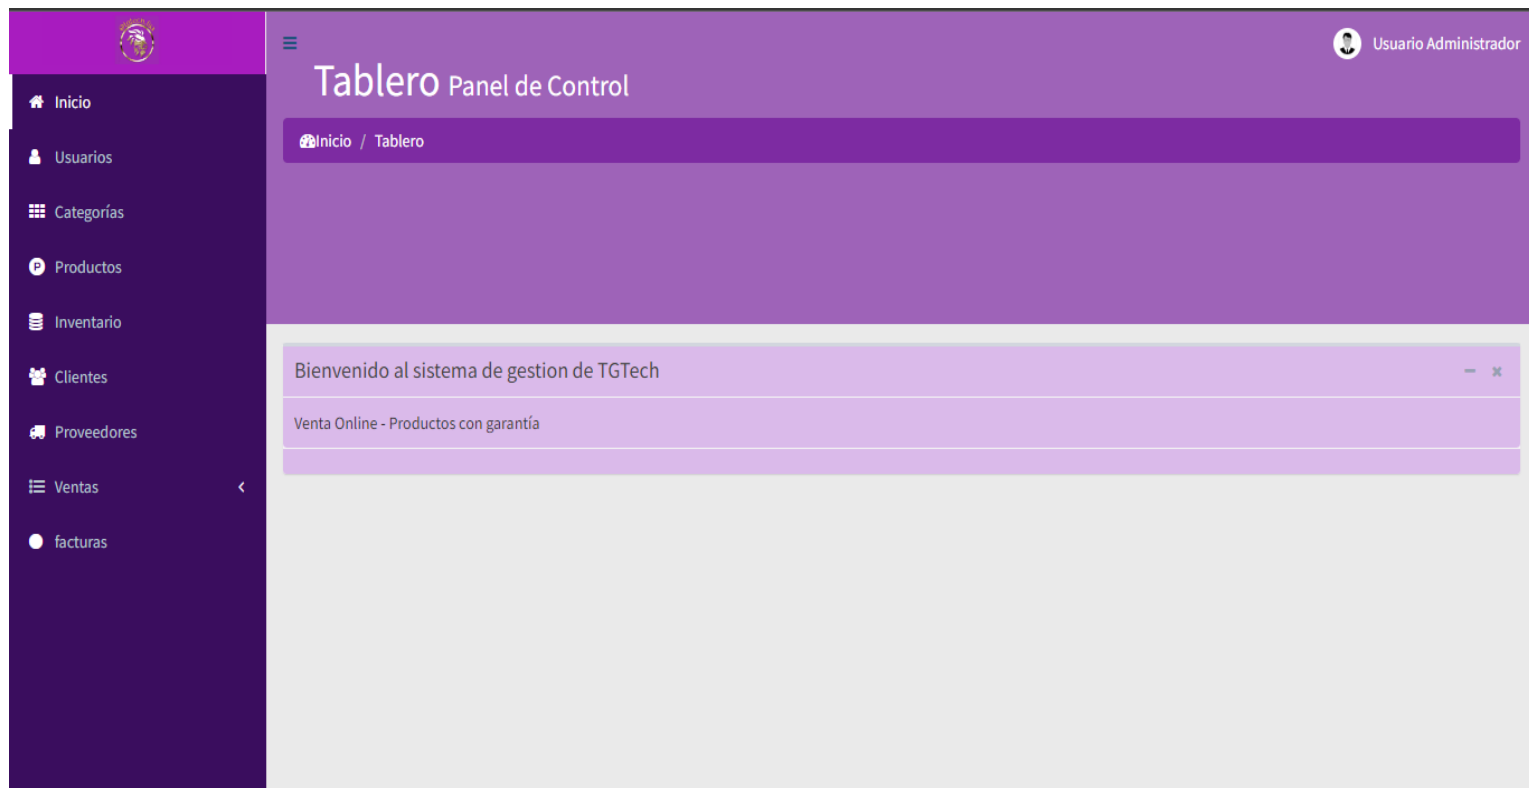 Usuario Administrador
Tablero Panel de Control
Inicio / Tablero
Inicio
Usuarios
Categorías
P Productos
Inventario
Clientes
Proveedores
Ventas
facturas
Bienvenido al sistema de gestion de TGTech
Venta Online - Productos con garantía